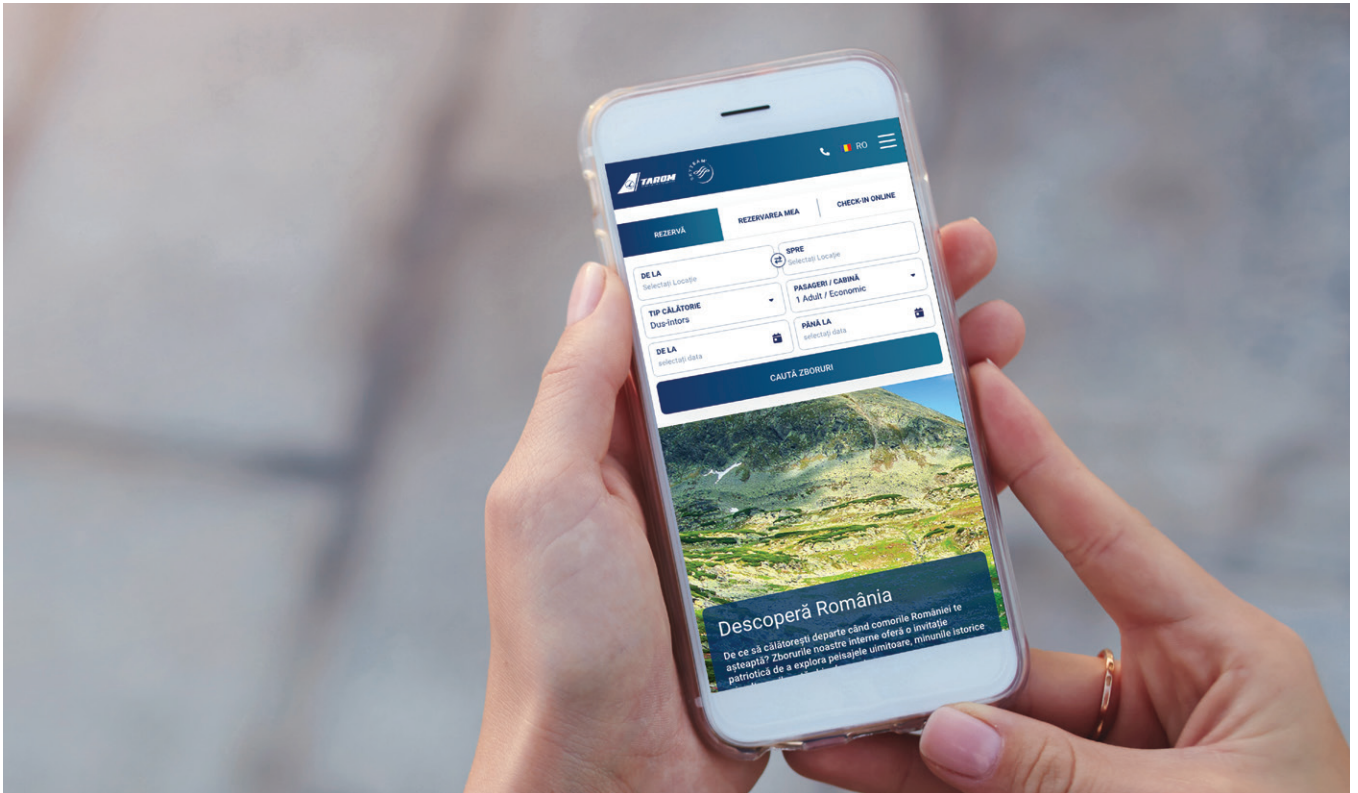 TAROM
SKYTEAM
RO
REZERVĂ
REZERVAREA MEA
CHECK-IN ONLINE
DE LA
Selectați Locație
SPRE
Selectați Locație
TIP CĂLĂTORIE
Dus-întors
PASAGERI / CABINĂ
1 Adult / Economic
DE LA
selectați data
PÂNĂ LA
selectați data
CAUTĂ ZBORURI
Descoperă România
De ce să călătorești departe când comorile României te
așteaptă? Zborurile noastre interne oferă o invitație
patriotică de a explora peisajele uimitoare, minunile istorice